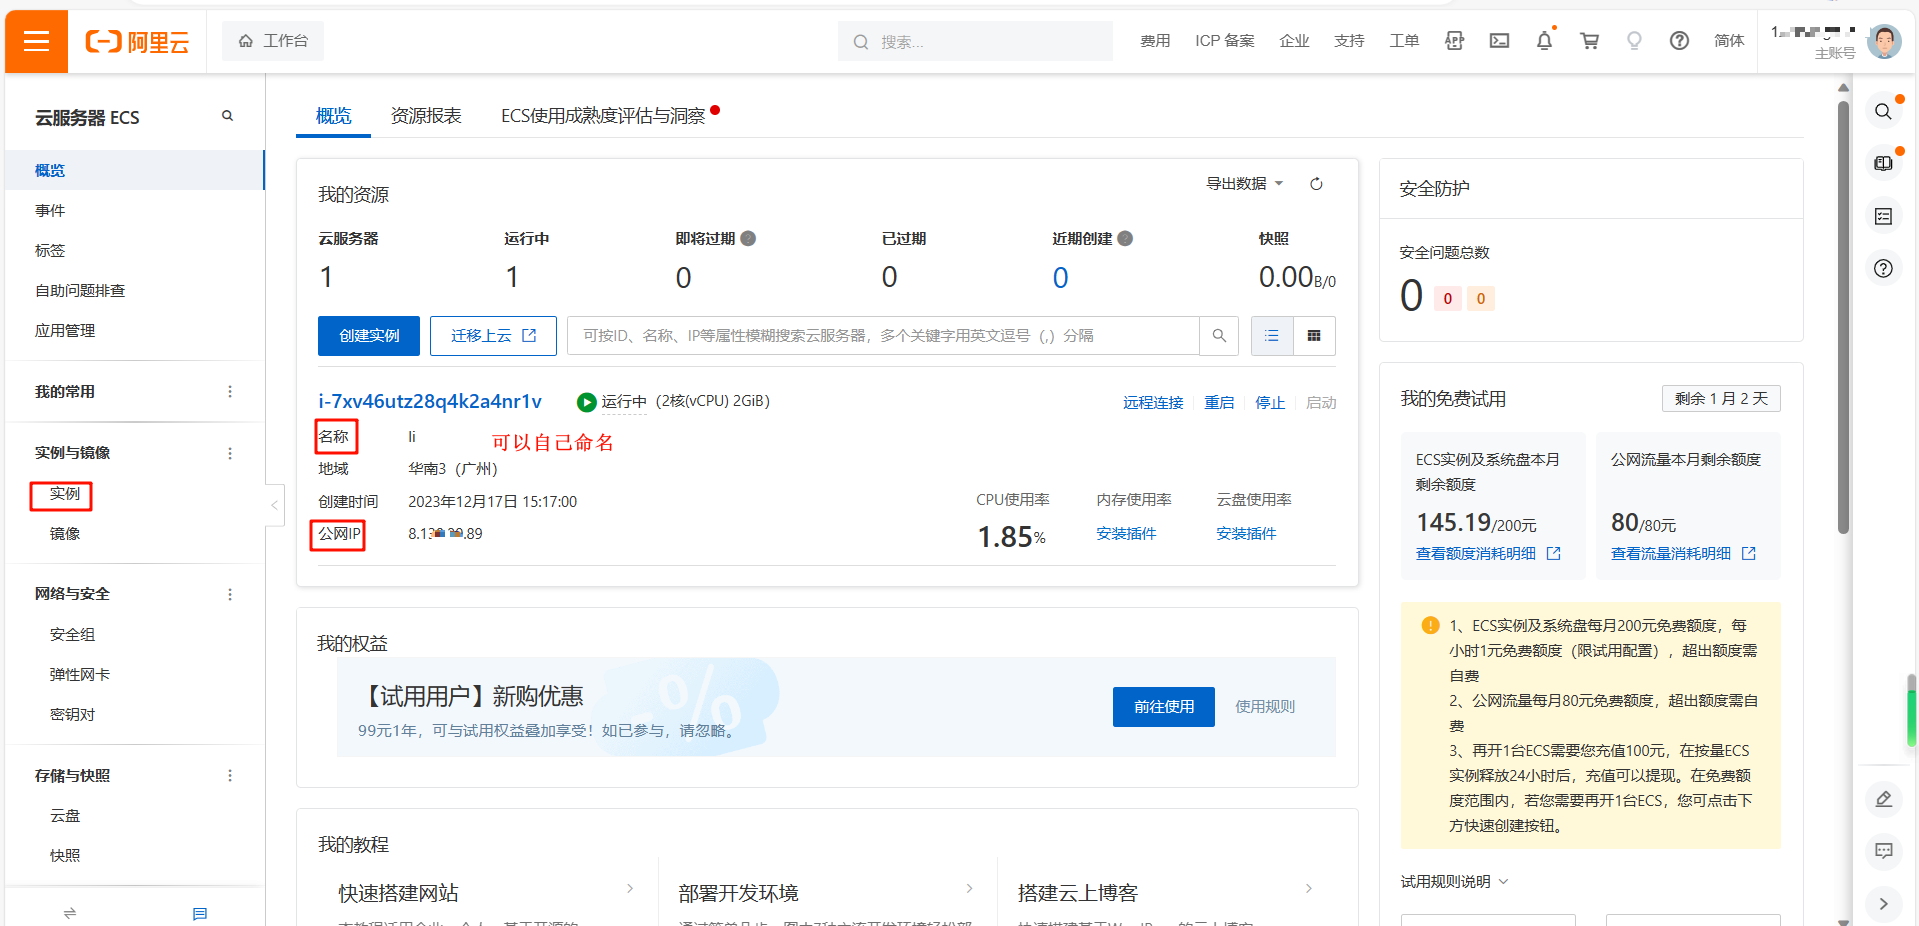 阿里云
工作台
搜索...
费用
ICP 备案
企业
支持
工单
APP
简体
主账号
云服务器 ECS
概览
事件
标签
自助问题排查
应用管理
我的常用
实例与镜像
实例
镜像
网络与安全
安全组
弹性网卡
密钥对
存储与快照
云盘
快照
概览
资源报表
ECS使用成熟度评估与洞察
我的资源
导出数据
云服务器
运行中
即将过期
已过期
近期创建
快照
1
1
0
0
0
0.00B/0
创建实例
迁移上云
可按ID、名称、IP等属性模糊搜索云服务器，多个关键字用英文逗号（,）分隔
i-7xv46utz28q4k2a4nr1v
运行中 (2核(vCPU) 2GiB)
远程连接
重启
停止
启动
名称
li
可以自己命名
地域
华南3（广州）
创建时间
2023年12月17日 15:17:00
公网IP
CPU使用率
内存使用率
云盘使用率
1.85%
安装插件
安装插件
我的权益
【试用用户】新购优惠
99元1年，可与试用权益叠加享受！如已参与，请忽略。
前往使用
使用规则
我的教程
快速搭建网站
部署开发环境
搭建云上博客
安全防护
安全问题总数
0
0
0
我的免费试用
剩余 1 月 2 天
ECS实例及系统盘本月
剩余额度
145.19/200元
查看额度消耗明细
公网流量本月剩余额度
80/80元
查看流量消耗明细
1、ECS实例及系统盘每月200元免费额度，每
小时1元免费额度（限试用配置），超出额度需
自费
2、公网流量每月80元免费额度，超出额度需自
费
3、再开1台ECS需要您充值100元，在按量ECS
实例释放24小时后，充值可以提现。在免费额
度范围内，若您需要再开1台ECS，您可点击下
方快速创建按钮。
试用规则说明